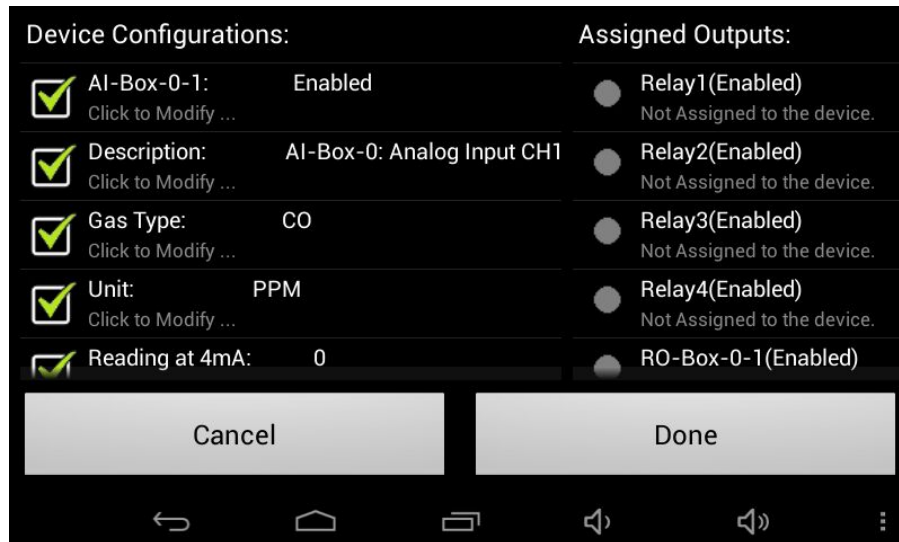 Device Configurations:
AI-Box-0-1: Enabled
Click to Modify ...
Description: AI-Box-0: Analog Input CH1
Click to Modify ...
Gas Type: CO
Click to Modify ...
Unit: PPM
Click to Modify ...
Reading at 4mA: 0
Assigned Outputs:
Relay1(Enabled)
Not Assigned to the device.
Relay2(Enabled)
Not Assigned to the device.
Relay3(Enabled)
Not Assigned to the device.
Relay4(Enabled)
Not Assigned to the device.
RO-Box-0-1(Enabled)
Cancel
Done